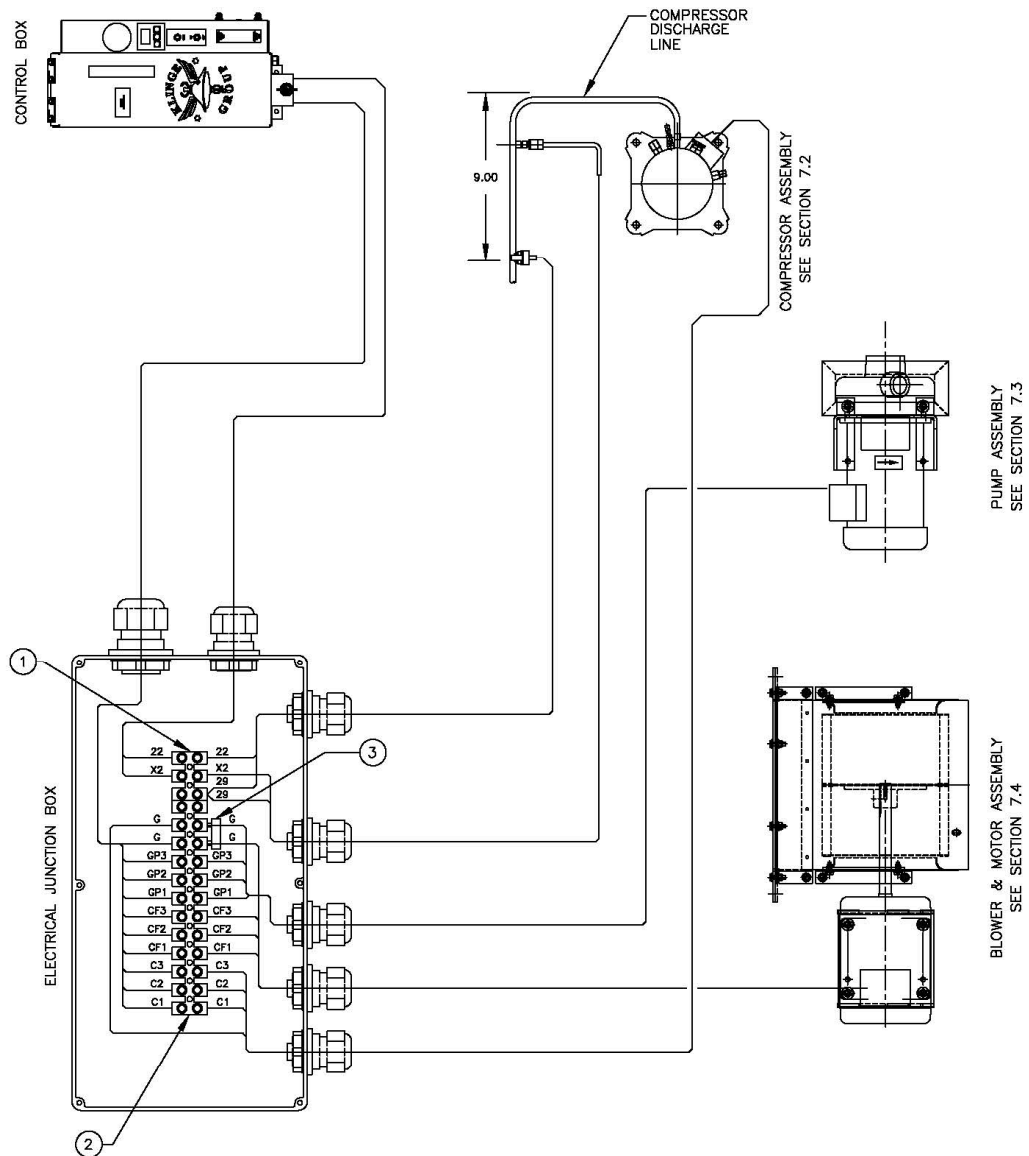 COMPRESSOR
DISCHARGE
LINE
CONTROL BOX
KLINGE
GROUP
9.00
COMPRESSOR ASSEMBLY
SEE SECTION 7.2
PUMP ASSEMBLY
SEE SECTION 7.3
BLOWER & MOTOR ASSEMBLY
SEE SECTION 7.4
ELECTRICAL JUNCTION BOX
1
3
2
22 22
X2 X2
29
29
G G
G G
GP3 GP3
GP2 GP2
GP1 GP1
CF3 CF3
CF2 CF2
CF1 CF1
C3 C3
C2 C2
C1 C1